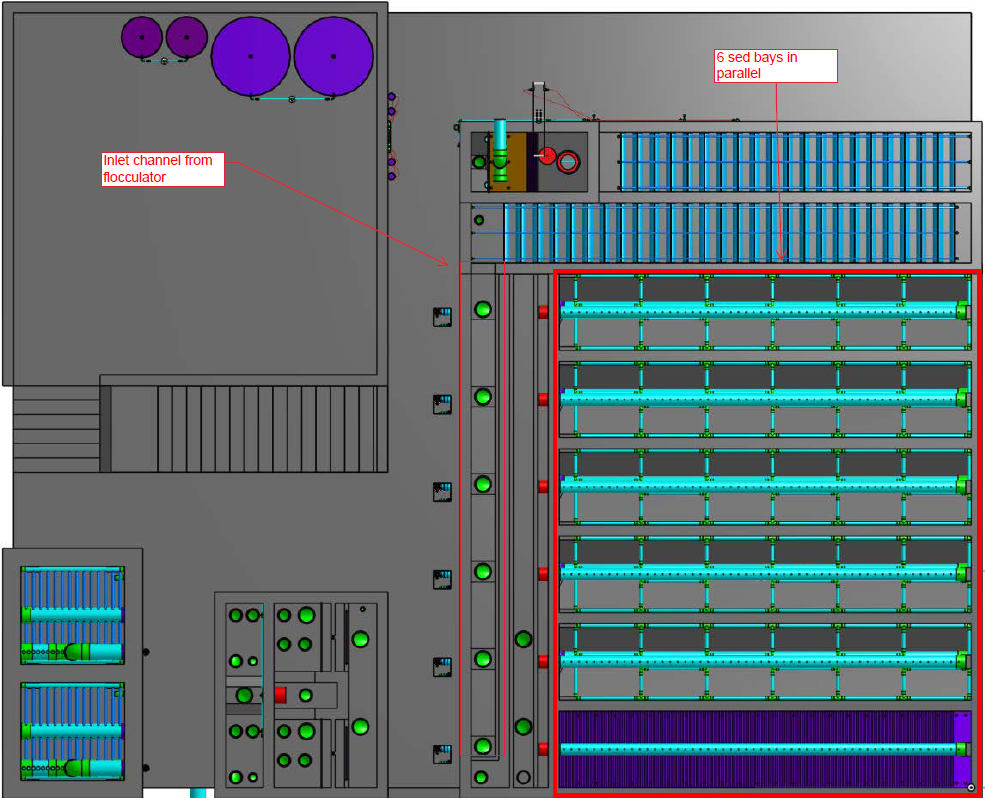 6 sed bays in
parallel
Inlet channel from
flocculator